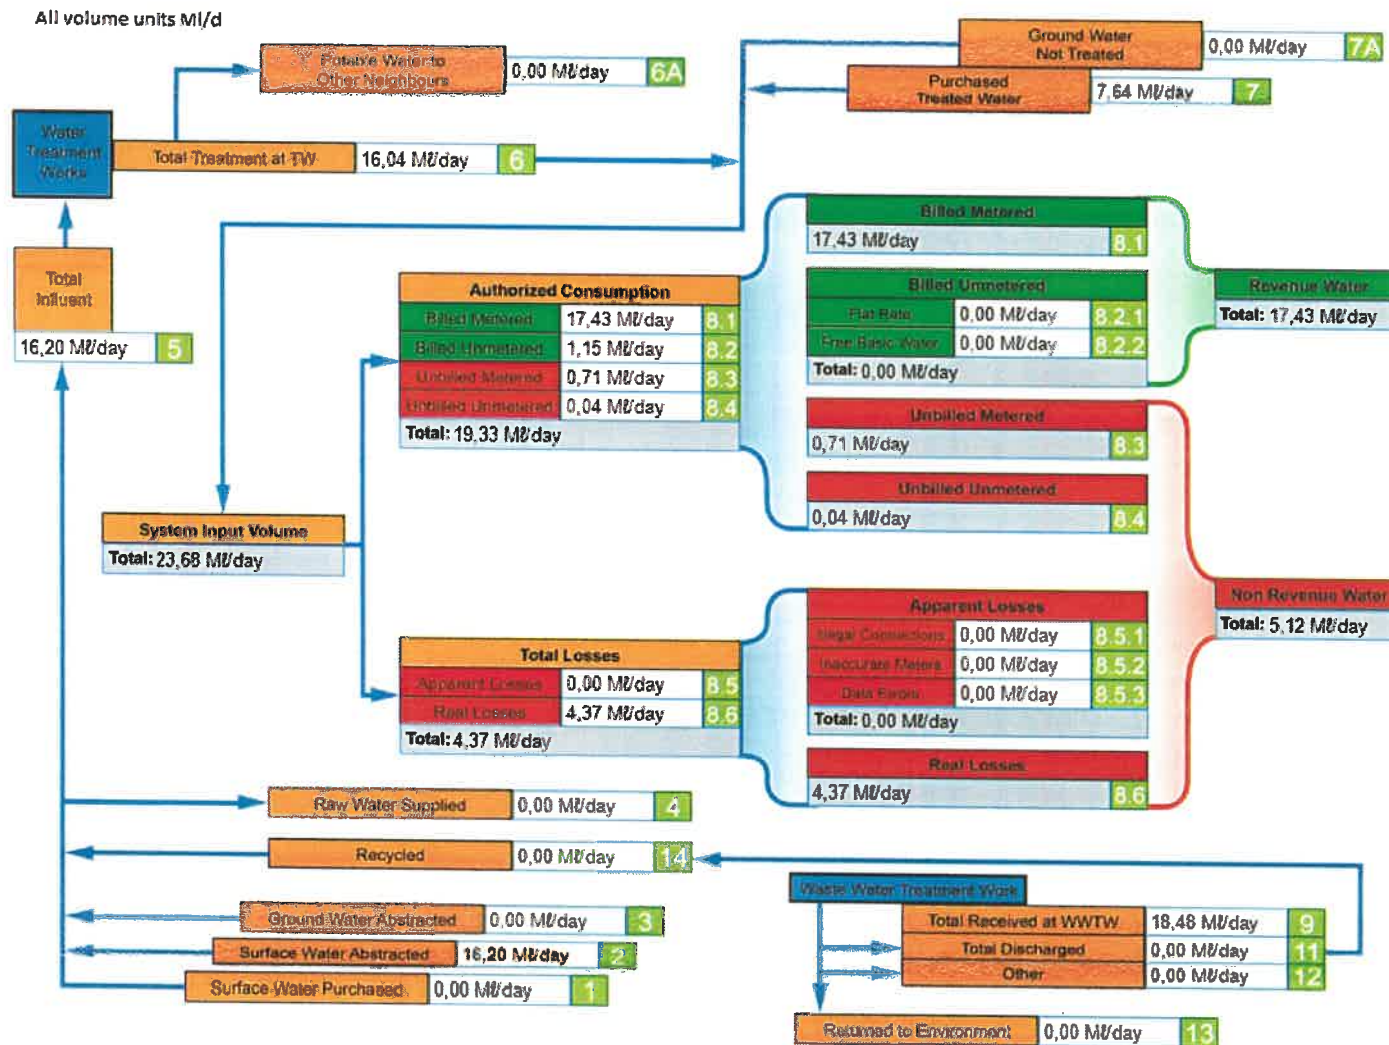 All volume units Ml/d
Potable Water to
Other Neighbours
0,00 Mℓ/day
6A
Ground Water
Not Treated
0,00 Mℓ/day
7A
Purchased
Treated Water
7,64 Mℓ/day
7
Water
Treatment
Works
Total Treatment at TW
16,04 Mℓ/day
6
Total
Influent
16,20 Mℓ/day
5
Authorized Consumption
Billed Metered 17,43 Mℓ/day 8.1
Billed Unmetered 1,15 Mℓ/day 8.2
Unbilled Metered 0,71 Mℓ/day 8.3
Unbilled Unmetered 0,04 Mℓ/day 8.4
Total: 19,33 Mℓ/day
Billed Metered
17,43 Mℓ/day 8.1
Billed Unmetered
Flat Rate 0,00 Mℓ/day 8.2.1
Free Basic Water 0,00 Mℓ/day 8.2.2
Total: 0,00 Mℓ/day
Revenue Water
Total: 17,43 Mℓ/day
Unbilled Metered
0,71 Mℓ/day 8.3
Unbilled Unmetered
0,04 Mℓ/day 8.4
System Input Volume
Total: 23,68 Mℓ/day
Non Revenue Water
Total: 5,12 Mℓ/day
Total Losses
Apparent Losses 0,00 Mℓ/day 8.5
Real Losses 4,37 Mℓ/day 8.6
Total: 4,37 Mℓ/day
Apparent Losses
Illegal Connections 0,00 Mℓ/day 8.5.1
Inaccurate Meters 0,00 Mℓ/day 8.5.2
Data Errors 0,00 Mℓ/day 8.5.3
Total: 0,00 Mℓ/day
Real Losses
4,37 Mℓ/day 8.6
Raw Water Supplied 0,00 Mℓ/day 4
Recycled 0,00 Mℓ/day 14
Ground Water Abstracted 0,00 Mℓ/day 3
Surface Water Abstracted 16,20 Mℓ/day 2
Surface Water Purchased 0,00 Mℓ/day 1
Waste Water Treatment Work
Total Received at WWTW 18,48 Mℓ/day 9
Total Discharged 0,00 Mℓ/day 11
Other 0,00 Mℓ/day 12
Returned to Environment 0,00 Mℓ/day 13